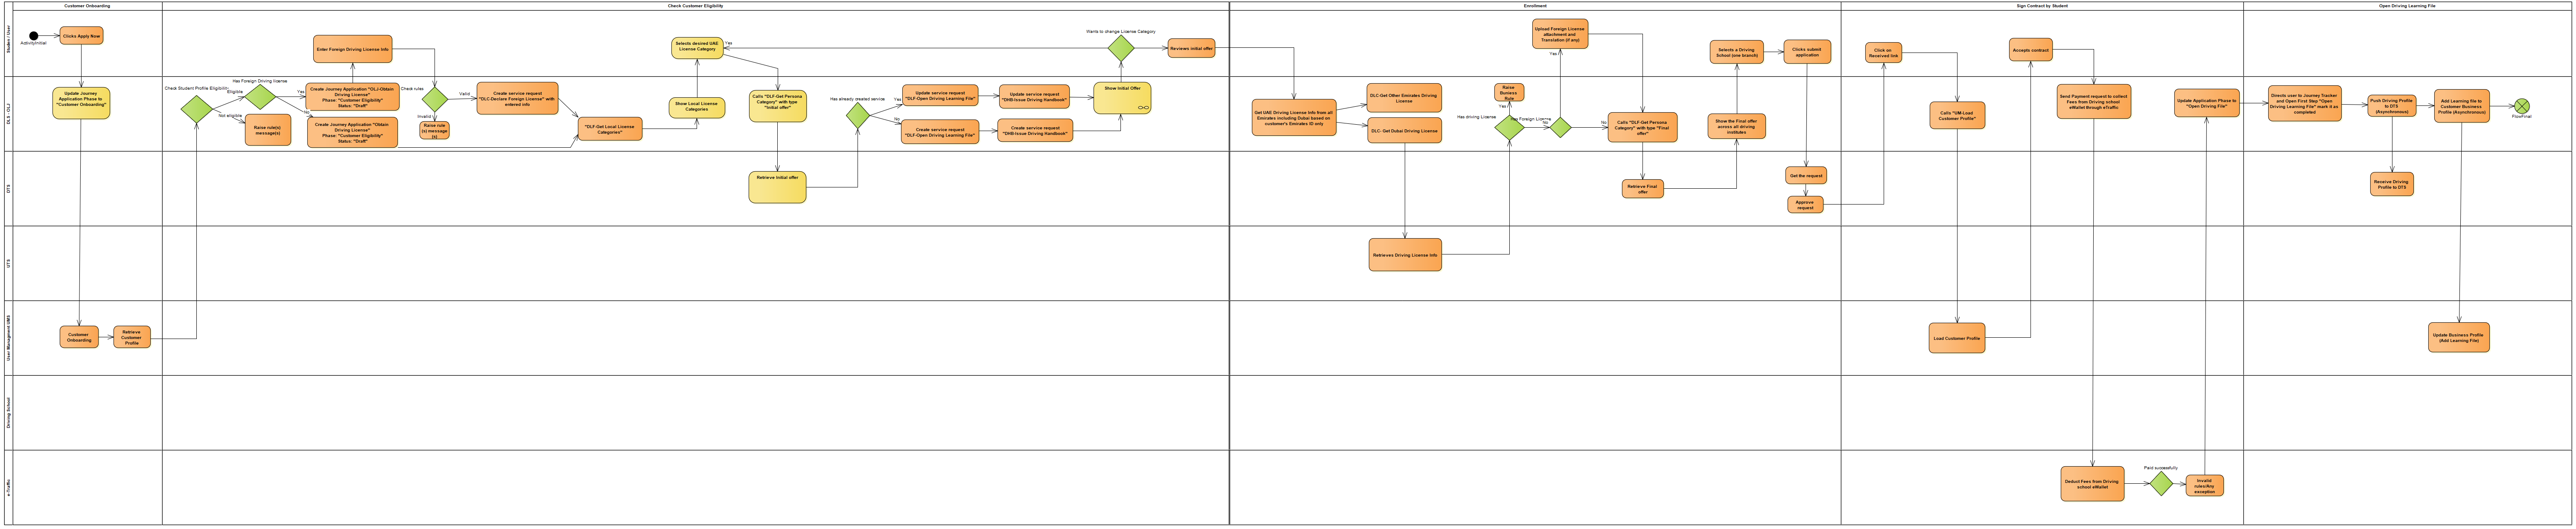 Customer Onboarding
Check Customer Eligibility
Enrollment
Sign Contract by Student
Open Driving Learning File
Studen / User
DLS - OLJ
DTS
UTS
User Managment UMS
Driving School
e-Traffic
ActivityInitial
Clicks Apply Now
Update Journey
Application Phase to
"Customer Onboarding"
Customer
Onboarding
Retrieve
Customer
Profile
Check Student Profile Eligibility
Eligible
Not eligible
Raise rule(s)
message(s)
Has Foreign Driving license
Yes
No
Enter Foreign Driving License Info
Create Journey Application "OLJ-Obtain
Driving License"
Phase: "Customer Eligibility"
Status: "Draft"
Create Journey Application "Obtain
Driving License"
Phase: "Customer Eligibility"
Status: "Draft"
Check rules
Valid
Invalid
Raise rule
(s) message
(s)
Create service request
"DLC-Declare Foreign License" with
entered info
"DLF-Get Local License
Categories"
Selects desired UAE
License Category
Yes
Show Local License
Categories
Calls "DLF-Get Persona
Category" with type
"Initial offer"
Retrieve Initial offer
Has already created service
Yes
No
Update service request
"DLF-Open Driving Learning File"
Create service request
"DLF-Open Driving Learning File"
Update service request
"DHB-Issue Driving Handbook"
Create service request
"DHB-Issue Driving Handbook"
Show Initial Offer
Wants to change License Category
Reviews initial offer
Get UAE Driving License Info from all
Emirates including Dubai based on
customer's Emirates ID only
DLC-Get Other Emirates Driving
License
DLC- Get Dubai Driving License
Retrieves Driving License Info
Has driving License
Yes
No
Raise
Business
Rule
Has Foreign License
Yes
No
Upload Foreign License
attachment and
Translation (if any)
Calls "DLF-Get Persona
Category" with type "Final
offer"
Retrieve Final
offer
Show the Final offer
across all driving
institutes
Selects a Driving
School (one branch)
Clicks submit
application
Get the request
Approve
request
Click on
Received link
Calls "UM-Load
Customer Profile"
Load Customer Profile
Accepts contract
Send Payment request to collect
Fees from Driving school
eWallet through eTraffic
Deduct Fees from Driving
school eWallet
Paid successfully
Invalid
rules/Any
exception
Update Application Phase to
"Open Driving File"
Directs user to Journey Tracker
and Open First Step "Open
Driving Learning File" mark it as
completed
Push Driving Profile
to DTS
(Asynchronous)
Receive Driving
Profile to DTS
Add Learning file to
Customer Business
Profile (Asynchronous)
Update Business Profile
(Add Learning File)
FlowFinal